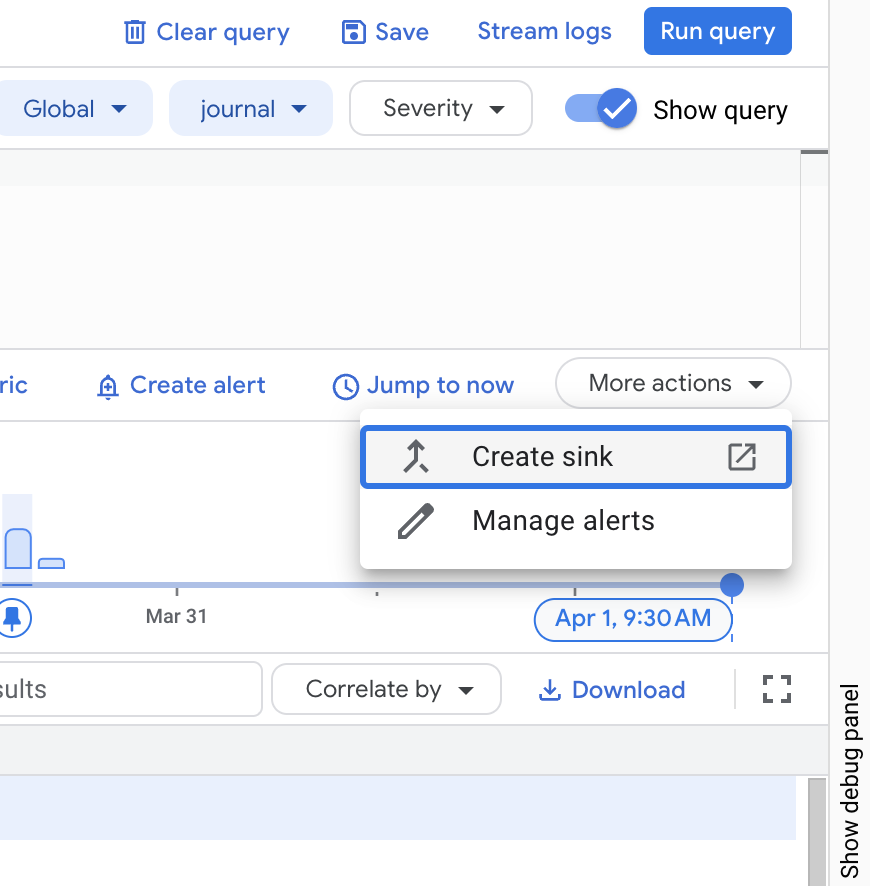 Clear query
Save
Stream logs
Run query
Global
journal
Severity
Show query
ric
Create alert
Jump to now
More actions
Create sink
Manage alerts
Mar 31
Apr 1, 9:30 AM
sults
Correlate by
Download
Show debug panel